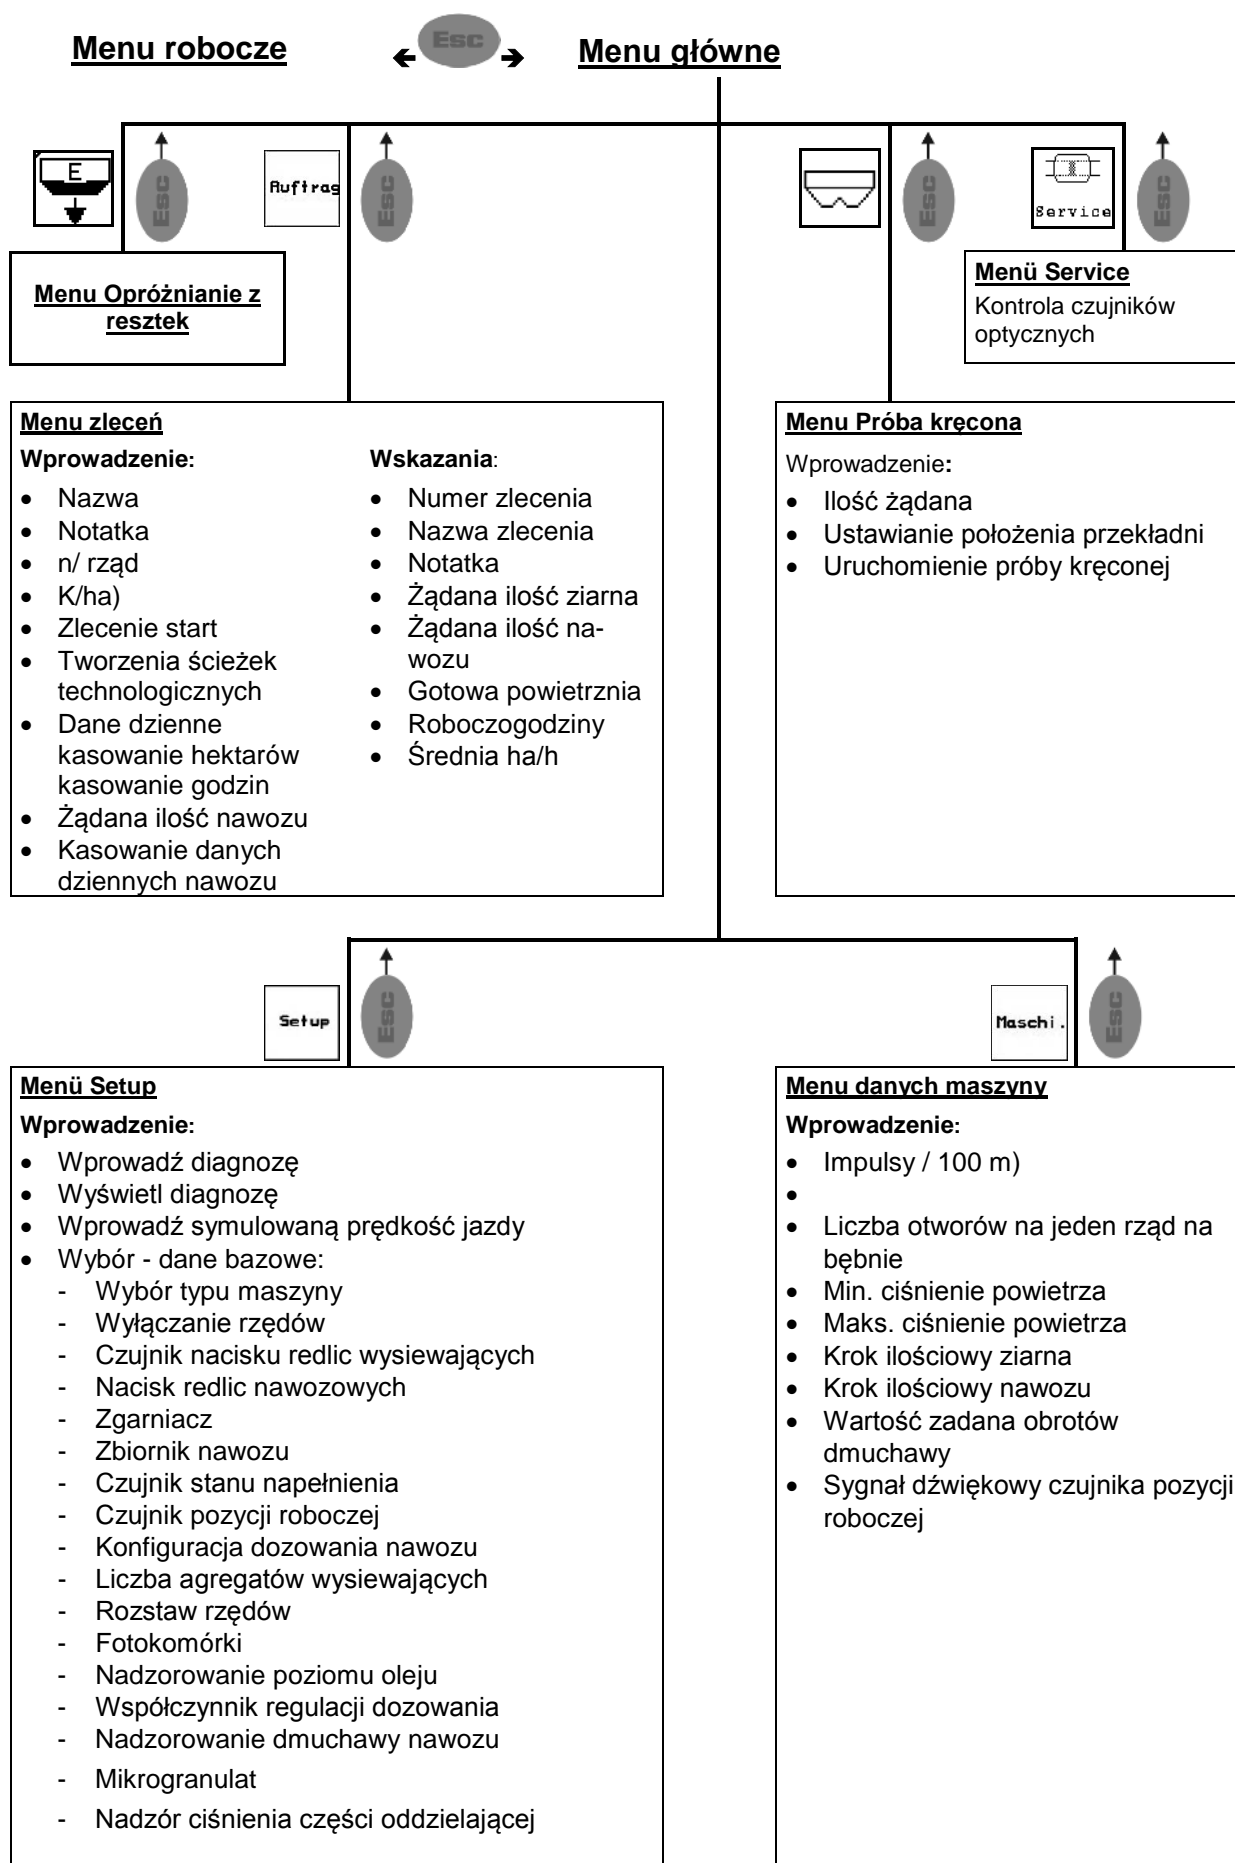 Menu robocze
Esc
Menu główne
E
Esc
Auftrag
Esc
Esc
Service
Esc
Menu Opróżnianie z
resztek
Menü Service
Kontrola czujników
optycznych
Menu zleceń
Wprowadzenie:
• Nazwa
• Notatka
• n/ rząd
• K/ha)
• Zlecenie start
• Tworzenia ścieżek
technologicznych
• Dane dzienne
kasowanie hektarów
kasowanie godzin
• Żądana ilość nawozu
• Kasowanie danych
dziennych nawozu
Wskazania:
• Numer zlecenia
• Nazwa zlecenia
• Notatka
• Żądana ilość ziarna
• Żądana ilość na-
wozu
• Gotowa powietrznia
• Roboczogodziny
• Średnia ha/h
Menu Próba kręcona
Wprowadzenie:
• Ilość żądana
• Ustawianie położenia przekładni
• Uruchomienie próby kręconej
Setup
Esc
Maschi.
Esc
Menü Setup
Wprowadzenie:
• Wprowadź diagnozę
• Wyświetl diagnozę
• Wprowadź symulowaną prędkość jazdy
• Wybór - dane bazowe:
- Wybór typu maszyny
- Wyłączanie rzędów
- Czujnik nacisku redlic wysiewających
- Nacisk redlic nawozowych
- Zgarniacz
- Zbiornik nawozu
- Czujnik stanu napełnienia
- Czujnik pozycji roboczej
- Konfiguracja dozowania nawozu
- Liczba agregatów wysiewających
- Rozstaw rzędów
- Fotokomórki
- Nadzorowanie poziomu oleju
- Współczynnik regulacji dozowania
- Nadzorowanie dmuchawy nawozu
- Mikrogranulat
- Nadzór ciśnienia części oddzielającej
Menu danych maszyny
Wprowadzenie:
• Impulsy / 100 m)
•
• Liczba otworów na jeden rząd na
bębnie
• Min. ciśnienie powietrza
• Maks. ciśnienie powietrza
• Krok ilościowy ziarna
• Krok ilościowy nawozu
• Wartość zadana obrotów
dmuchawy
• Sygnał dźwiękowy czujnika pozycji
roboczej